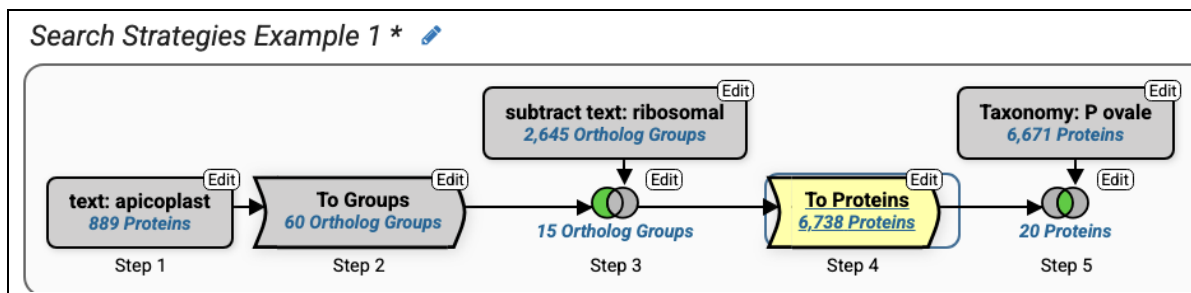 Search Strategies Example 1 *
Edit
subtract text: ribosomal
2,645 Ortholog Groups
Edit
Taxonomy: P ovale
6,671 Proteins
Edit
text: apicoplast
889 Proteins
Edit
To Groups
60 Ortholog Groups
Edit
15 Ortholog Groups
Edit
To Proteins
6,738 Proteins
Edit
20 Proteins
Step 1
Step 2
Step 3
Step 4
Step 5